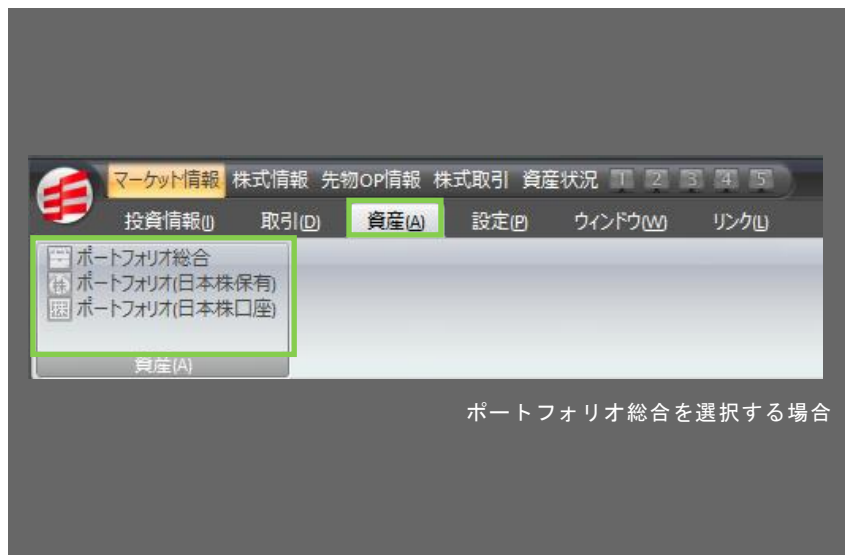 マーケット情報 株式情報 先物OP情報 株式取引 資産状況 1 2 3 4 5
投資情報(I) 取引(D) 資産(A) 設定(P) ウィンドウ(W) リンク(L)
ポートフォリオ総合
株 ポートフォリオ(日本株保有)
ポートフォリオ(日本株口座)
資産(A)
ポートフォリオ総合を選択する場合